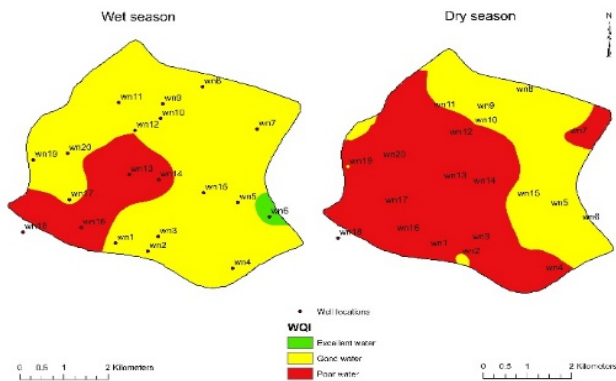 Wet season
Dry season
N
wn8
wn11
wn9
wn10
wn12
wn7
wn20
wn19
wn13
wn14
wn17
wn15
wn5
wn6
wn18
wn16
wn1
wn3
wn2
wn4
wn8
wn11
wn9
wn10
wn12
wn7
wn20
wn19
wn13
wn14
wn17
wn15
wn5
wn6
wn18
wn16
wn1
wn3
wn2
wn4
Well locations
WQI
Excellent water
Good water
Poor water
0 0.5 1 2 Kilometers
0 0.5 1 2 Kilometers